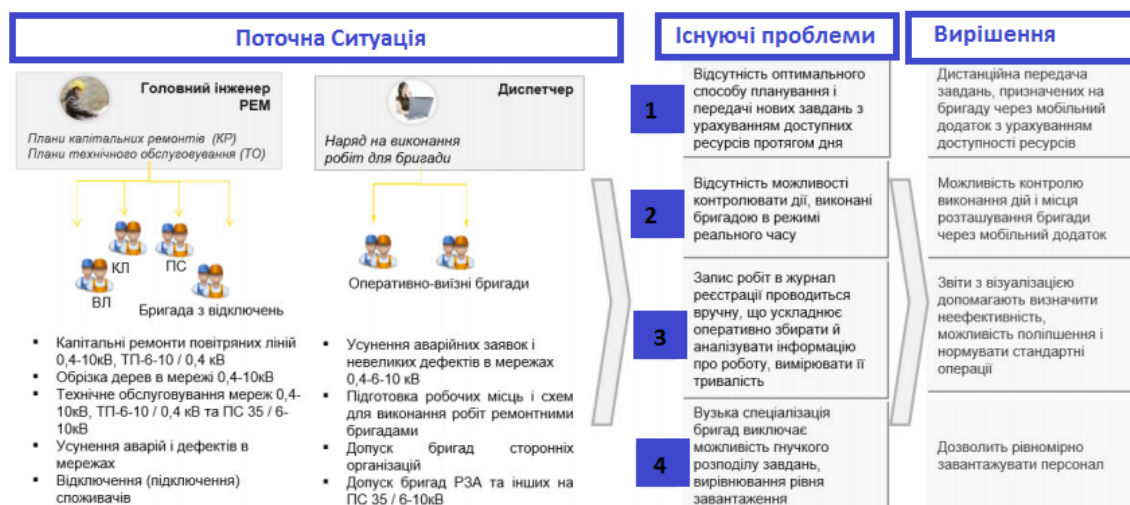 Поточна Ситуація
Головний інженер
РЕМ
Плани капітальних ремонтів (КР)
Плани технічного обслуговування (ТО)
КЛ
ПС
ВЛ
Бригада з відключень
▪ Капітальні ремонти повітряних ліній
0,4-10кВ, ТП-6-10 / 0,4 кВ
▪ Обрізка дерев в мережі 0,4-10кВ
▪ Технічне обслуговування мереж 0,4-
10кВ, ТП-6-10 / 0,4 кВ та ПС 35 / 6-
10кВ
▪ Усунення аварій і дефектів в
мережах
▪ Відключення (підключення)
споживачів
Диспетчер
Наряд на виконання
робіт для бригади
Оперативно-виїзні бригади
▪ Усунення аварійних заявок і
невеликих дефектів в мережах
0,4-6-10 кВ
▪ Підготовка робочих місць і схем
для виконання робіт ремонтними
бригадами
▪ Допуск бригад сторонніх
організацій
▪ Допуск бригад РЗА та інших на
ПС 35 / 6-10кВ
Існуючі проблеми
1
Відсутність оптимального
способу планування і
передачі нових завдань з
урахуванням доступних
ресурсів протягом дня
2
Відсутність можливості
контролювати дії, виконані
бригадою в режимі
реального часу
3
Запис робіт в журнал
реєстрації проводиться
вручну, що ускладнює
оперативно збирати й
аналізувати інформацію
про роботу, вимірювати її
тривалість
4
Вузька спеціалізація
бригад виключає
можливість гнучкого
розподілу завдань,
вирівнювання рівня
завантаження
Вирішення
Дистанційна передача
завдань, призначених на
бригаду через мобільний
додаток з урахуванням
доступності ресурсів
Можливість контролю
виконання дій і місця
розташування бригади
через мобільний додаток
Звіти з візуалізацією
допомагають визначити
неефективність,
можливість поліпшення і
нормувати стандартні
операції
Дозволить рівномірно
завантажувати персонал